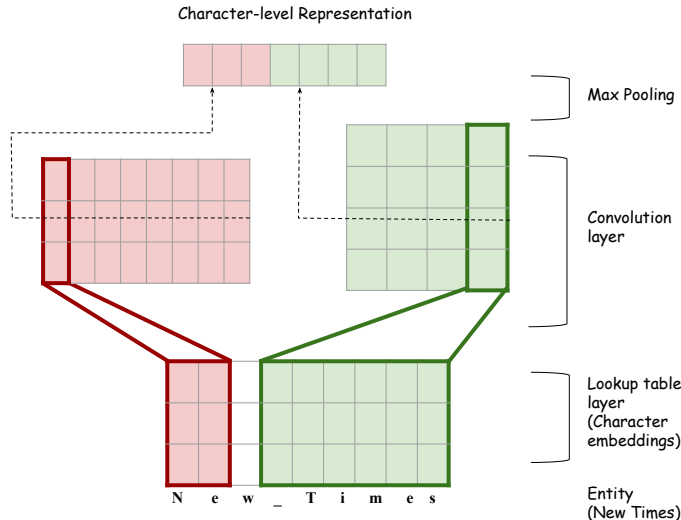 Character-level Representation
Max Pooling
Convolution
layer
Lookup table
layer
(Character
embeddings)
N e w _ T i m e s
Entity
(New Times)